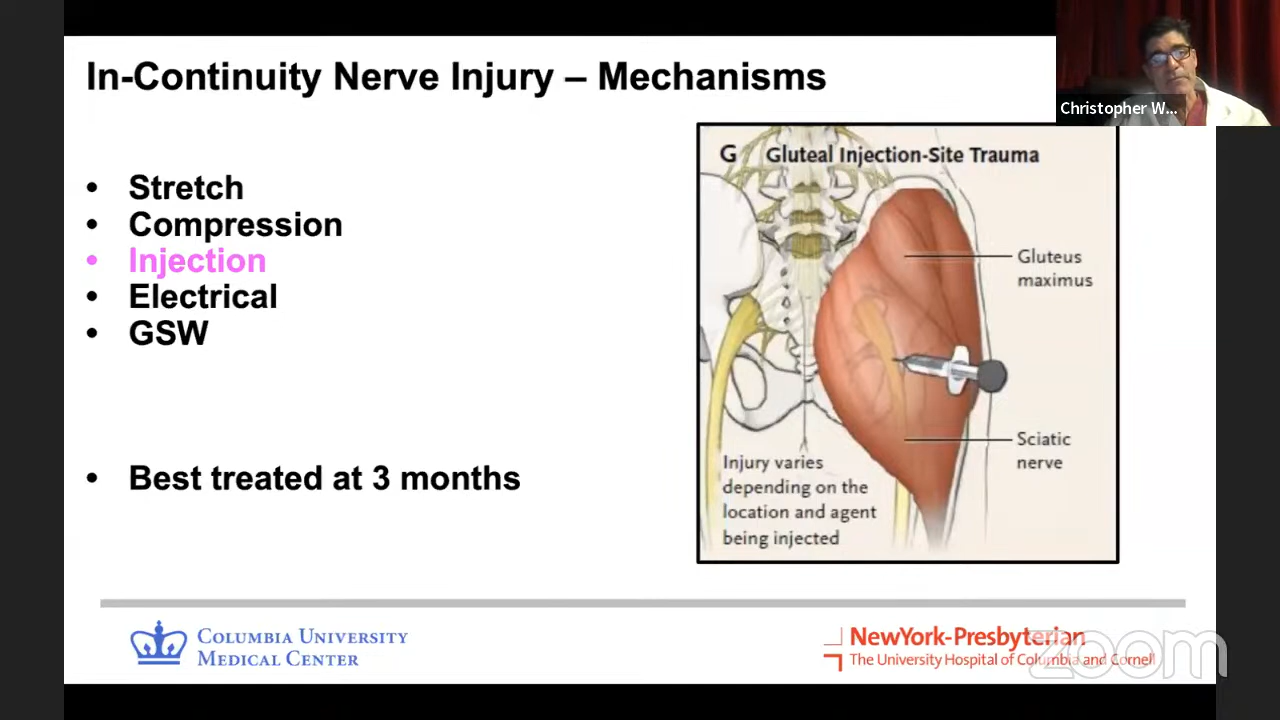 In-Continuity Nerve Injury – Mechanisms
Christopher W...
• Stretch
• Compression
• Injection
• Electrical
• GSW
• Best treated at 3 months
G Gluteal Injection-Site Trauma
Gluteus
maximus
Sciatic
nerve
Injury varies
depending on the
location and agent
being injected
COLUMBIA UNIVERSITY
MEDICAL CENTER
NewYork-Presbyterian
The University Hospital of Columbia and Cornell
zoom